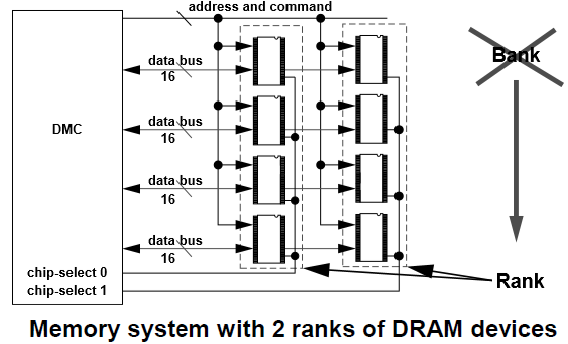 address and command
Bank
data bus
16
DMC
data bus
16
data bus
16
data bus
16
chip-select 0
chip-select 1
Rank
Memory system with 2 ranks of DRAM devices